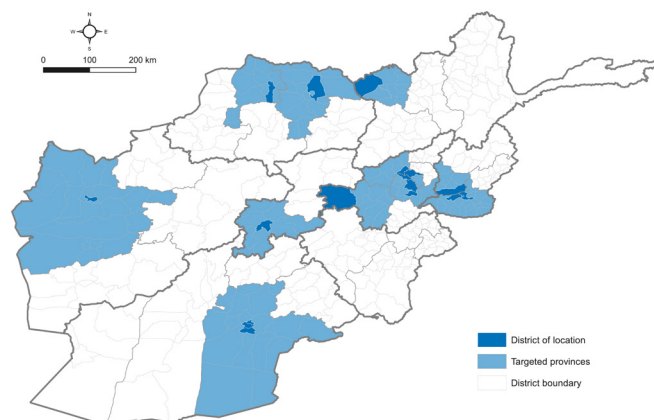 N
W E
S
0 100 200 km
District of location
Targeted provinces
District boundary